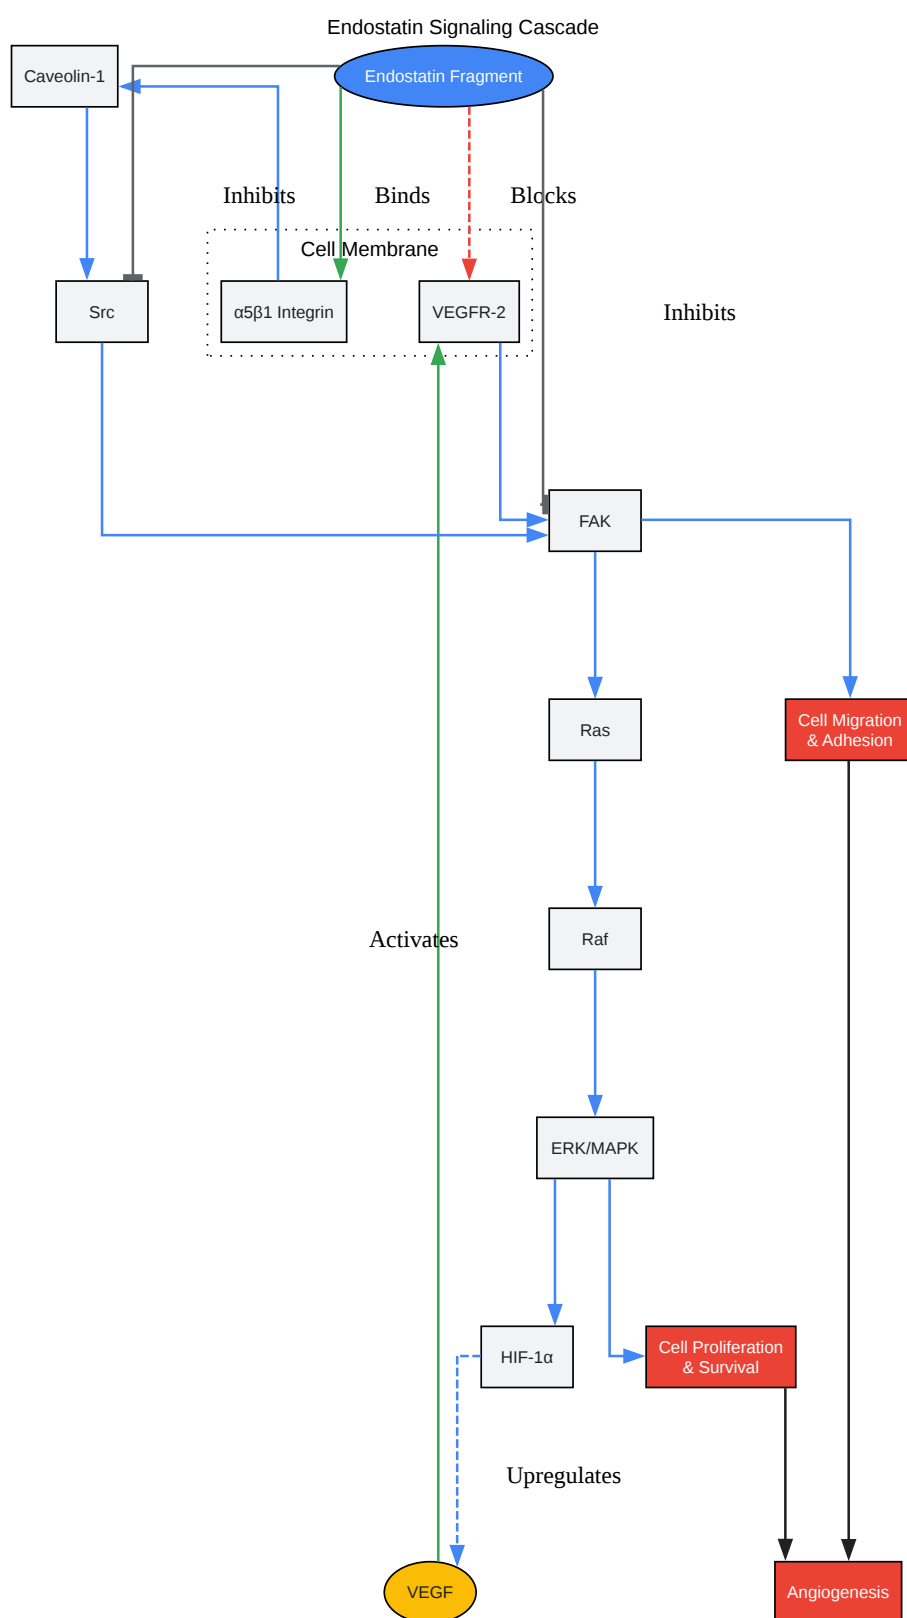 Endostatin Signaling Cascade
Caveolin-1
Endostatin Fragment
Inhibits
Binds
Blocks
Cell Membrane
Src
α5β1 Integrin
VEGFR-2
Inhibits
FAK
Ras
Cell Migration
& Adhesion
Raf
Activates
ERK/MAPK
HIF-1α
Cell Proliferation
& Survival
Upregulates
VEGF
Angiogenesis